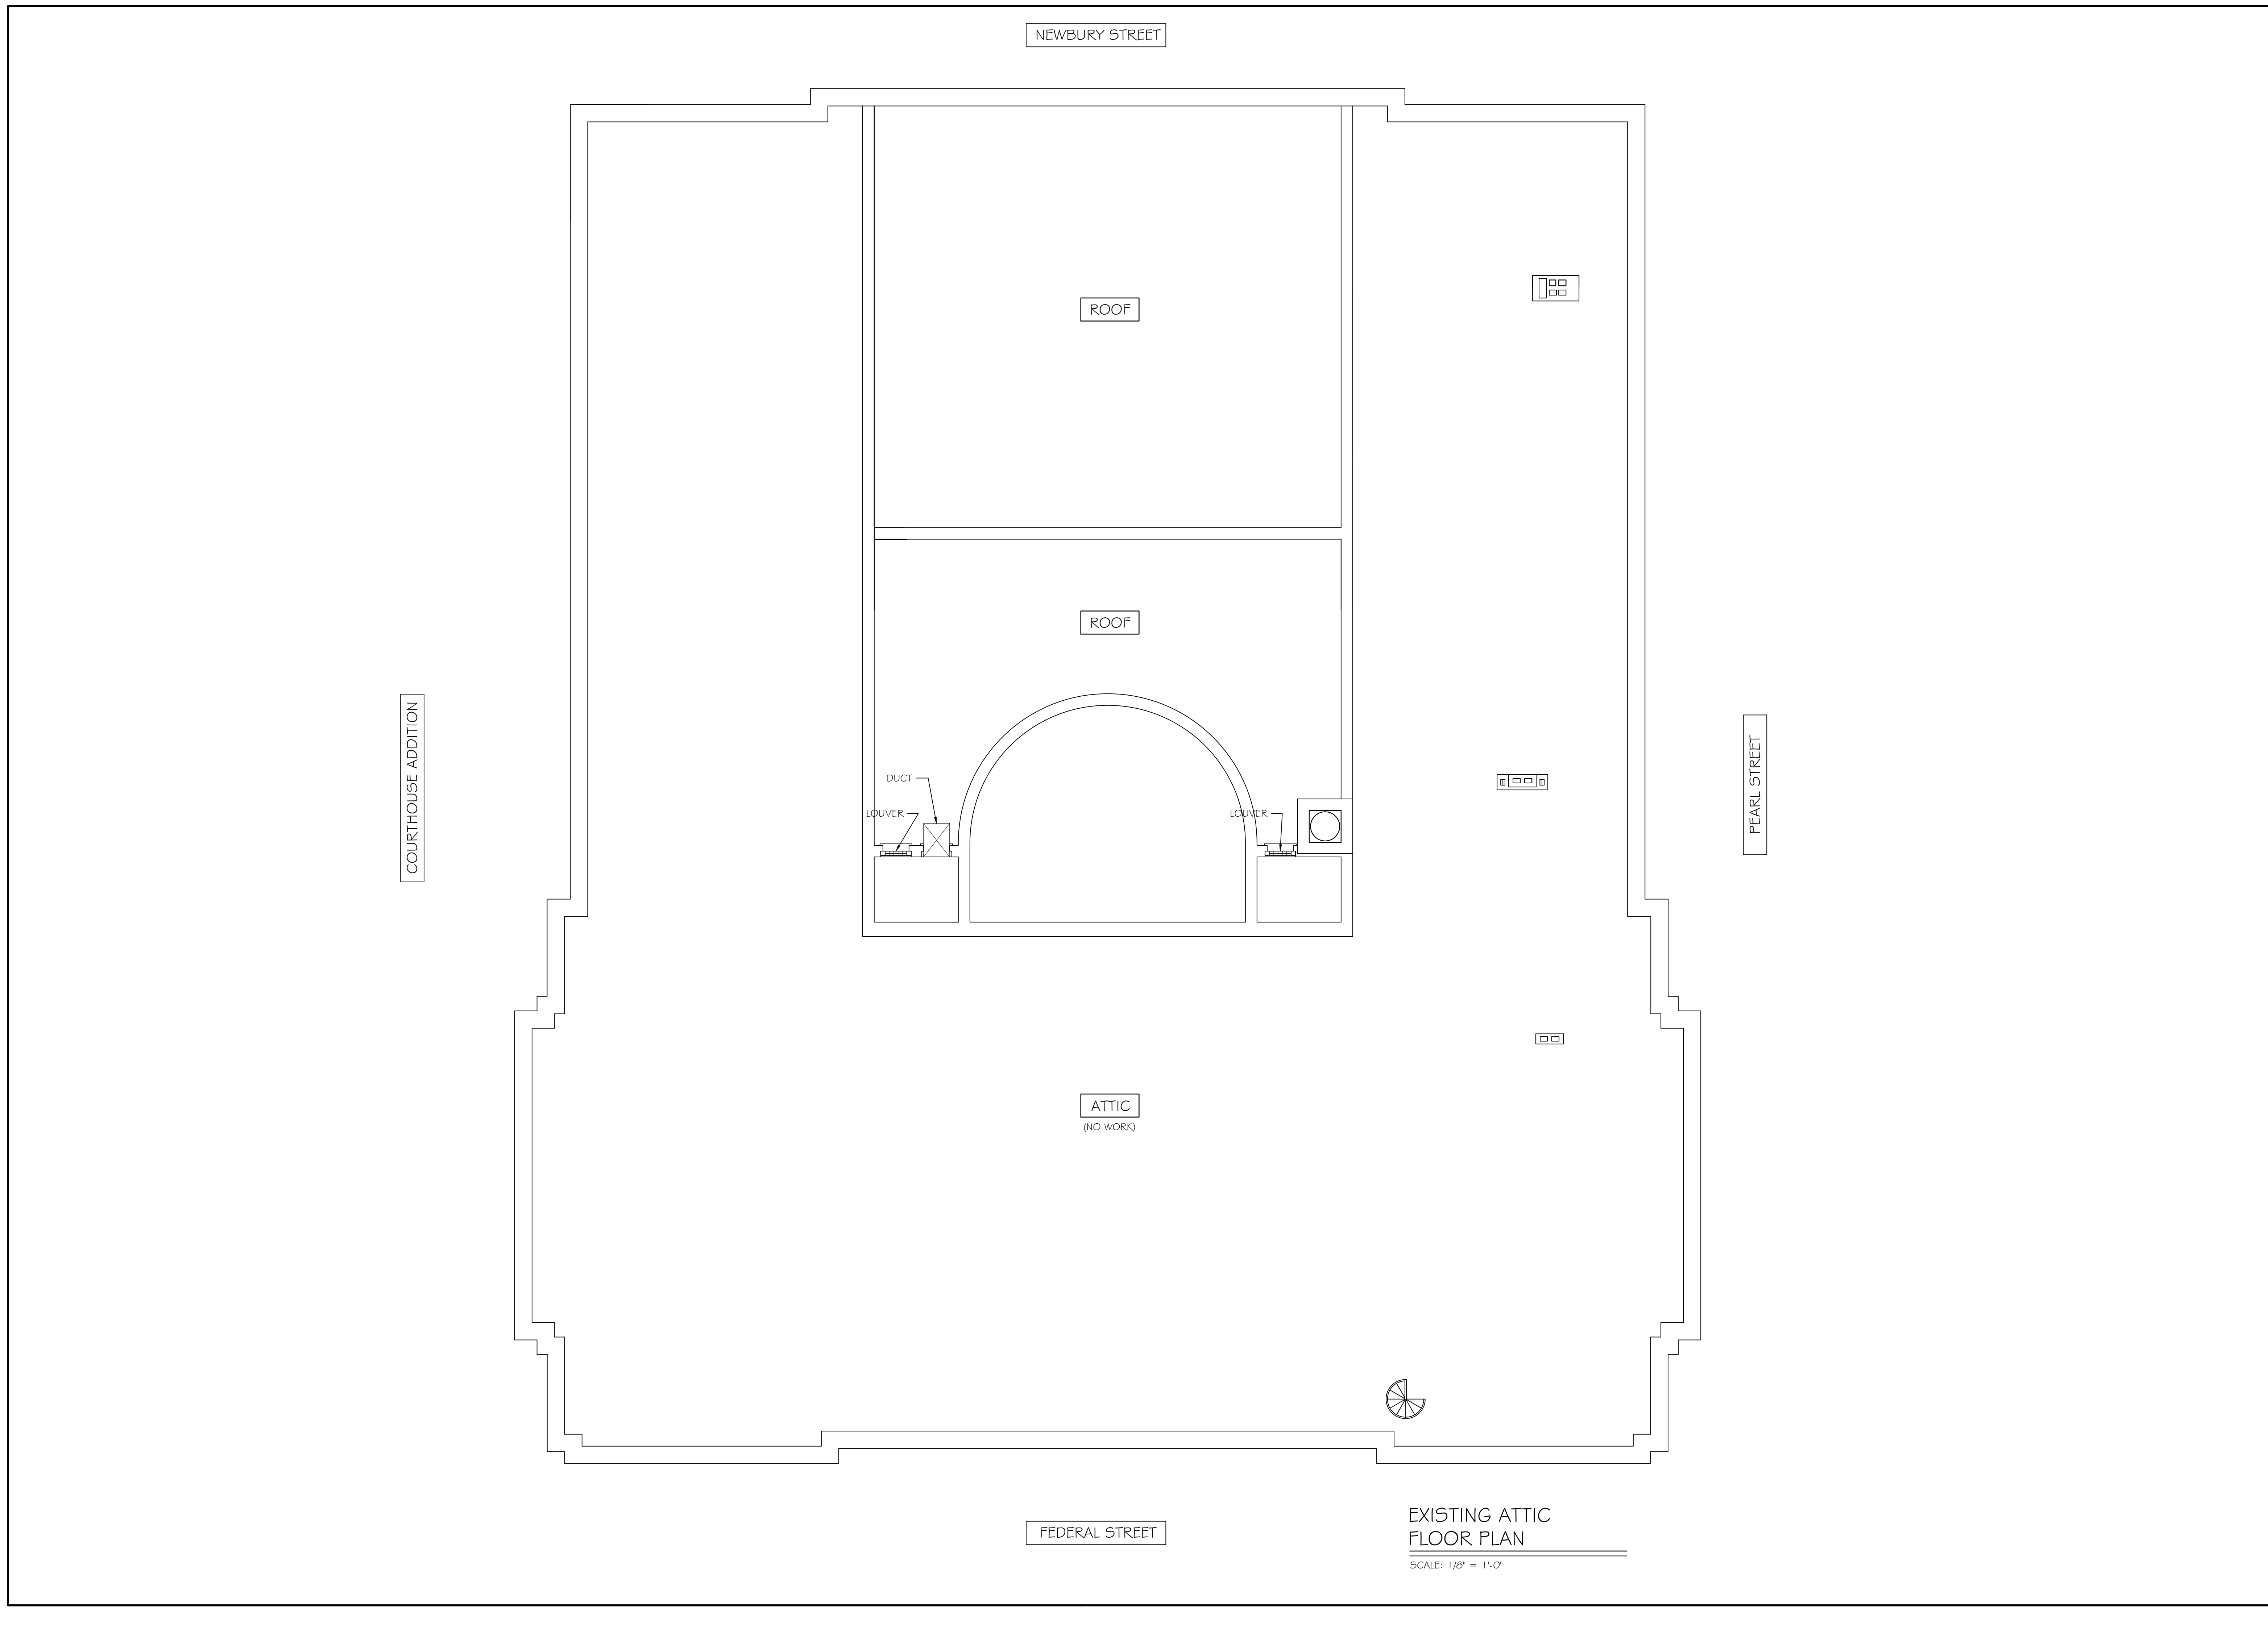 NEWBURY STREET
ROOF
ROOF
COURTHOUSE ADDITION
PEARL STREET
DUCT
LOUVER
LOUVER
ATTIC
(NO WORK)
EXISTING ATTIC
FLOOR PLAN
FEDERAL STREET
SCALE: 1/8" = 1'-0"